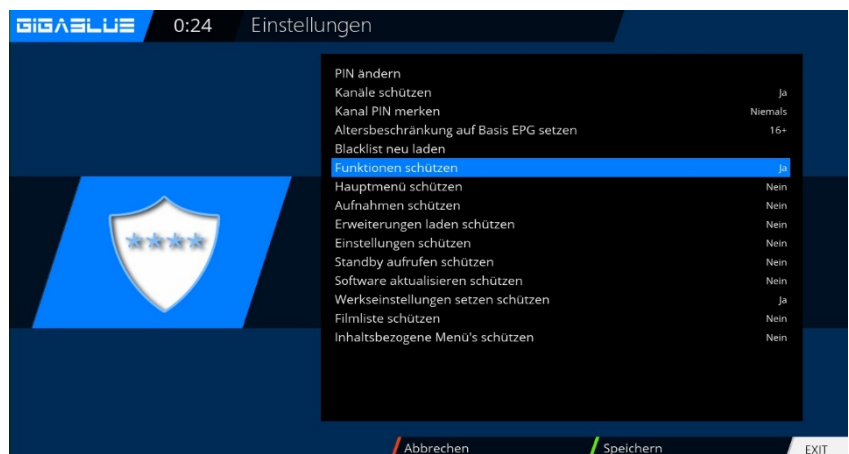 GIGABLUE 0:24 Einstellungen
PIN ändern
Kanäle schützen Ja
Kanal PIN merken Niemals
Altersbeschränkung auf Basis EPG setzen 16+
Blacklist neu laden
Funktionen schützen Ja
Hauptmenü schützen Nein
Aufnahmen schützen Nein
Erweiterungen laden schützen Nein
Einstellungen schützen Nein
Standby aufrufen schützen Nein
Software aktualisieren schützen Nein
Werkseinstellungen setzen schützen Ja
Filmliste schützen Nein
Inhaltsbezogene Menü's schützen Nein
Abbrechen Speichern EXIT